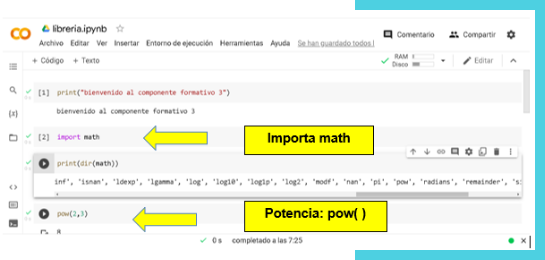 libreria.ipynb
Comentario Compartir
Archivo Editar Ver Insertar Entorno de ejecución Herramientas Ayuda Se han guardado todos l
+ Código + Texto
RAM
Disco
Editar
[1] print("bienvenido al componente formativo 3")
bienvenido al componente formativo 3
{x}
[2] import math
Importa math
print(dir(math))
inf', 'isnan', 'ldexp', 'lgamma', 'log', 'log10', 'log1p', 'log2', 'modf', 'nan', 'pi', 'pow', 'radians', 'remainder', 's
pow(2,3)
Potencia: pow( )
8
0 s completado a las 7:25